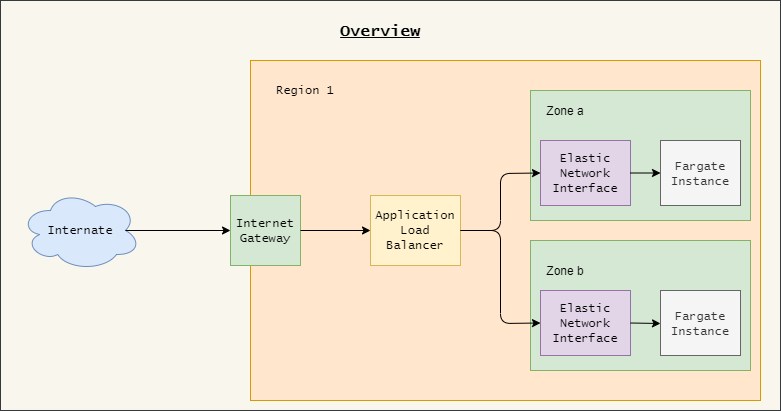 Overview
Region 1
Zone a
Elastic
Network
Interface
Fargate
Instance
Internate
Internet
Gateway
Application
Load
Balancer
Zone b
Elastic
Network
Interface
Fargate
Instance